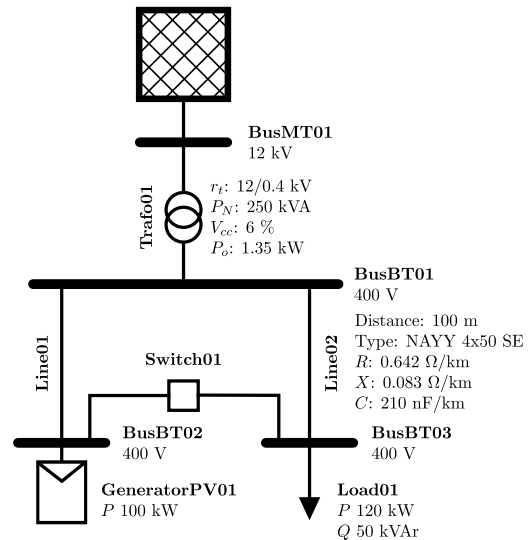 BusMT01
12 kV
Trafo01
r_t: 12/0.4 kV
P_N: 250 kVA
V_cc: 6 %
P_o: 1.35 kW
BusBT01
400 V
Line01
Line02
Distance: 100 m
Type: NAYY 4x50 SE
R: 0.642 Ω/km
X: 0.083 Ω/km
C: 210 nF/km
Switch01
BusBT02
400 V
BusBT03
400 V
GeneratorPV01
P 100 kW
Load01
P 120 kW
Q 50 kVAr